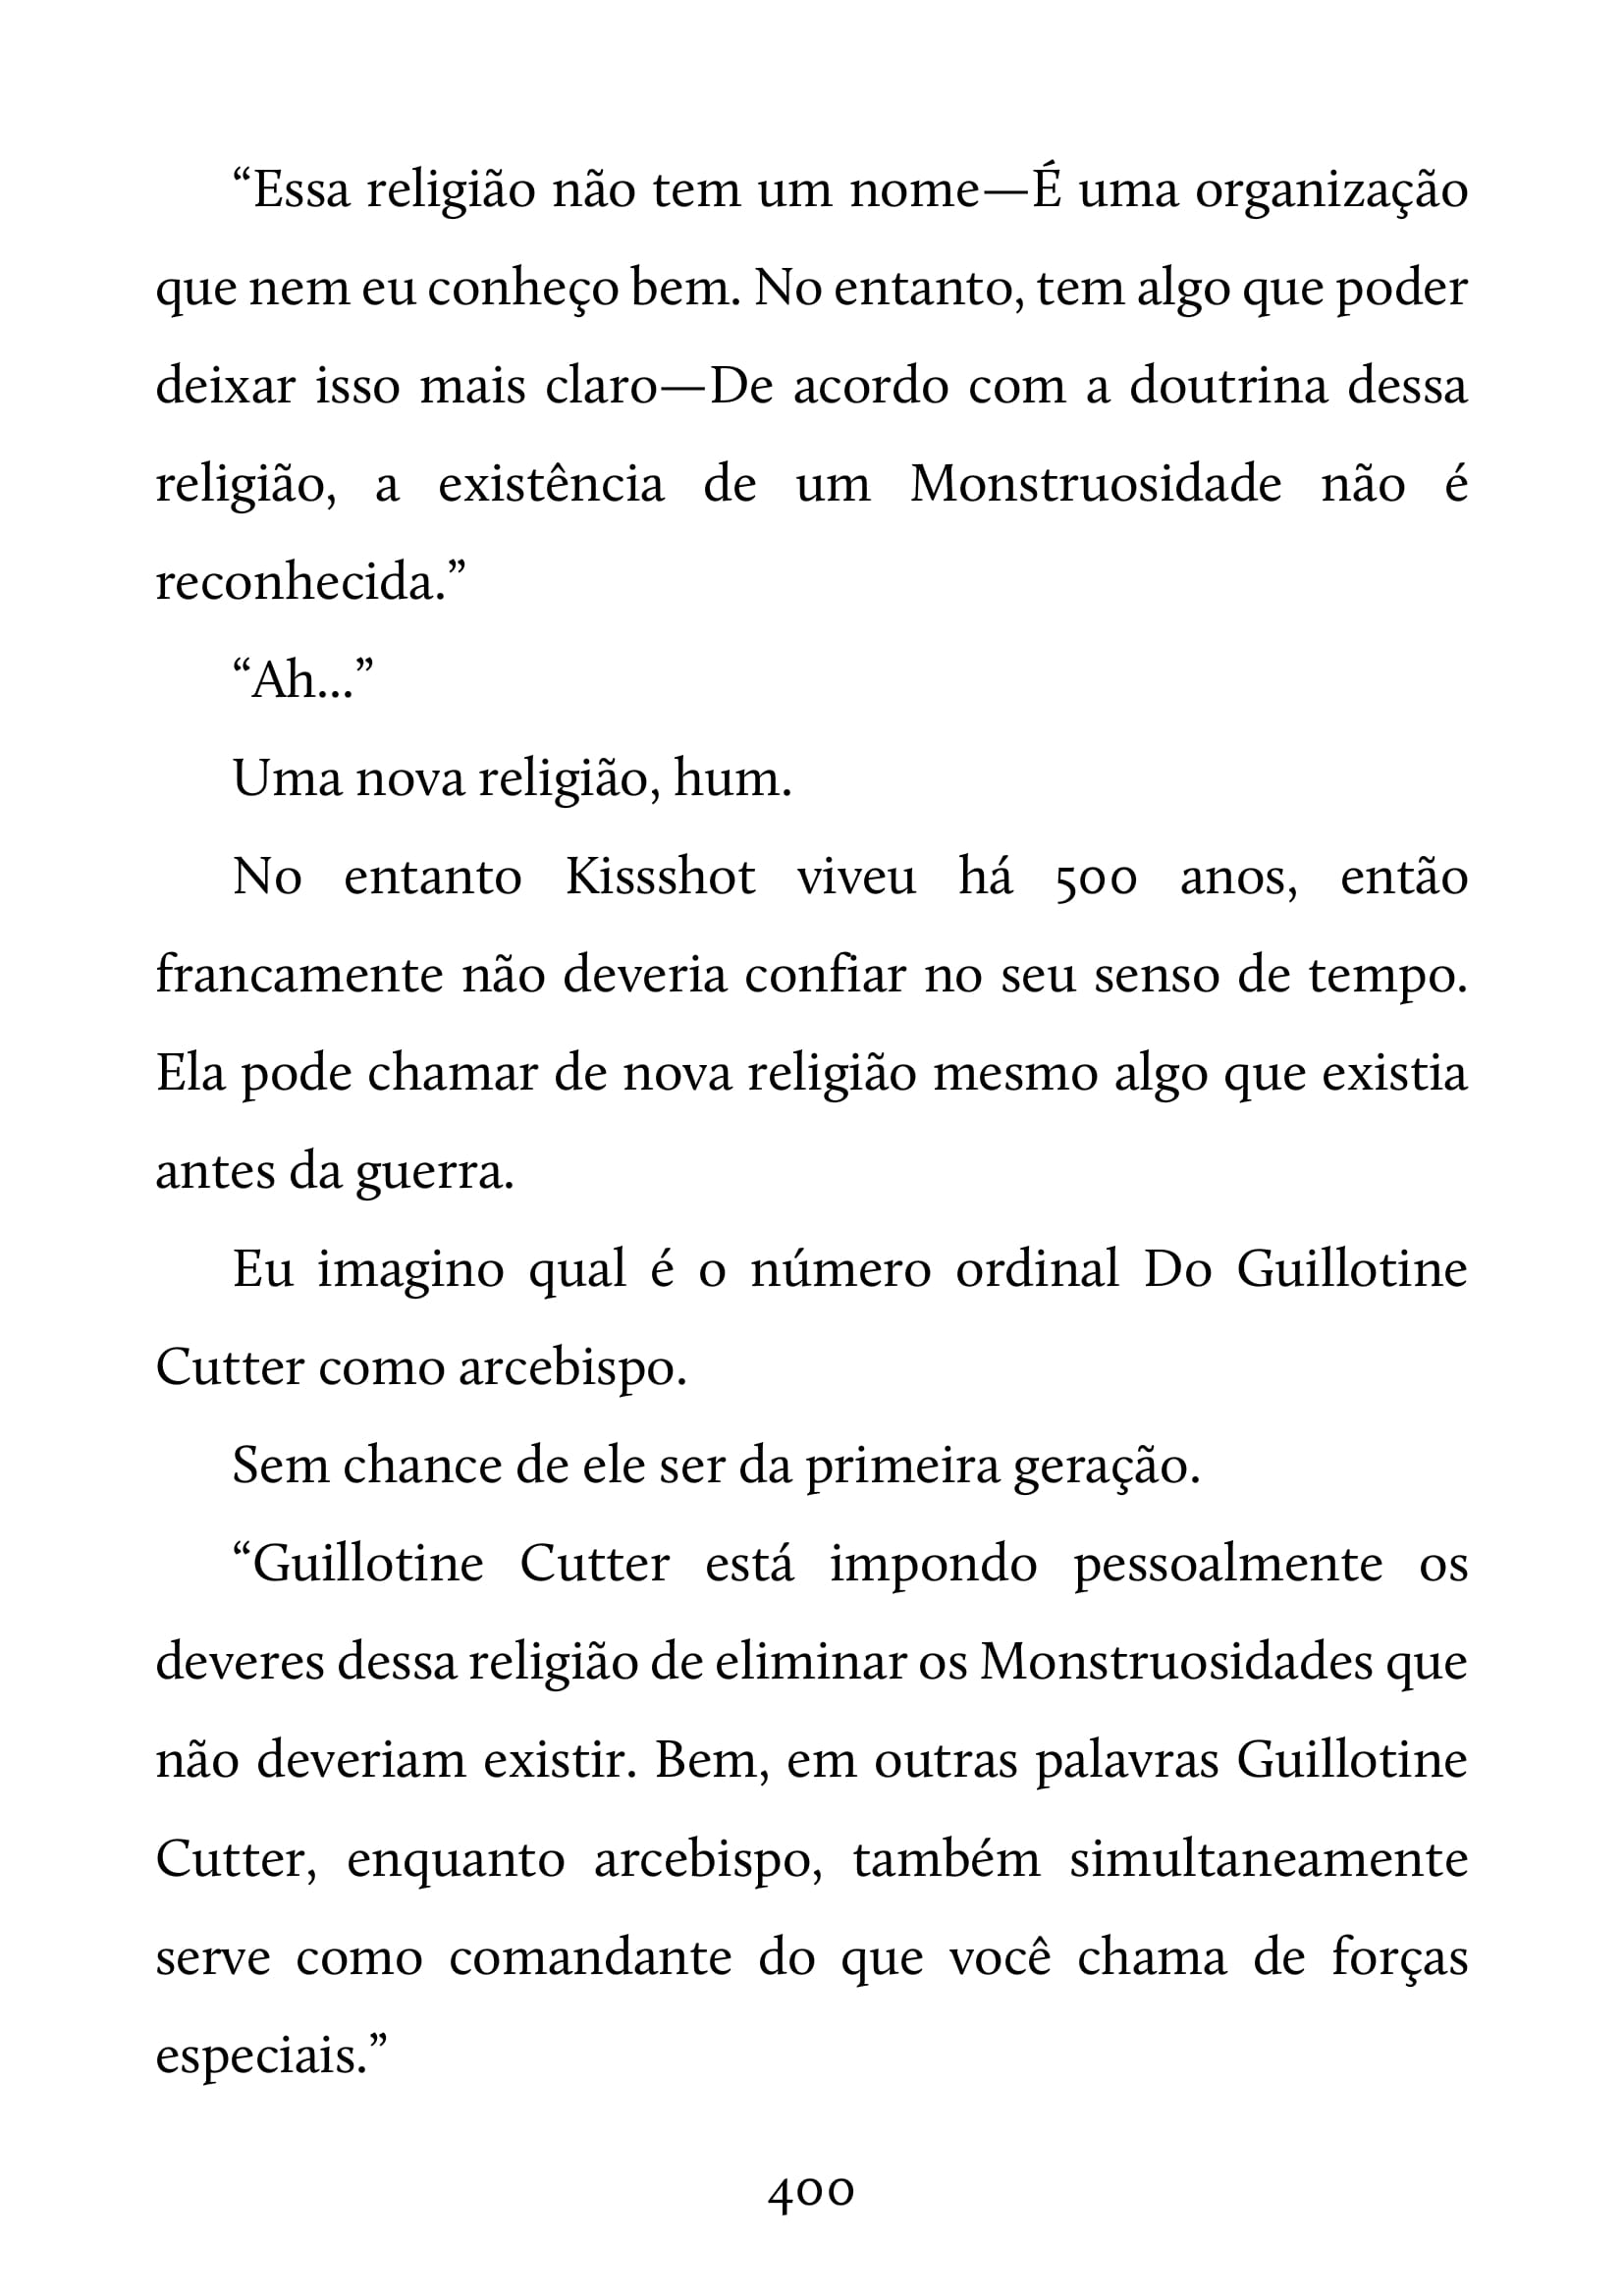 “Essa religião não tem um nome—É uma organização
que nem eu conheço bem. No entanto, tem algo que poder
deixar isso mais claro—De acordo com a doutrina dessa
religião, a existência de um Monstruosidade não é
reconhecida.”
“Ah...”
Uma nova religião, hum.
No entanto Kissshot viveu há 500 anos, então
francamente não deveria confiar no seu senso de tempo.
Ela pode chamar de nova religião mesmo algo que existia
antes da guerra.
Eu imagino qual é o número ordinal Do Guillotine
Cutter como arcebispo.
Sem chance de ele ser da primeira geração.
“Guillotine Cutter está impondo pessoalmente os
deveres dessa religião de eliminar os Monstruosidades que
não deveriam existir. Bem, em outras palavras Guillotine
Cutter, enquanto arcebispo, também simultaneamente
serve como comandante do que você chama de forças
especiais.”
400